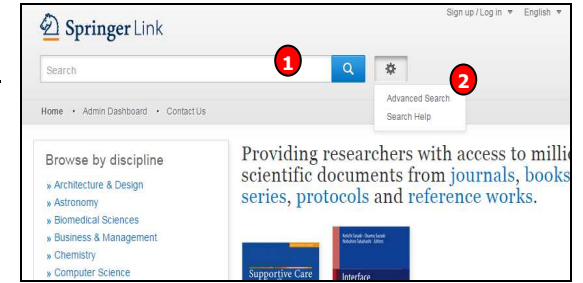 Sign up / Log in ▼ English ▼
Springer Link
Search
1
2
Advanced Search
Search Help
Home • Admin Dashboard • Contact Us
Browse by discipline
» Architecture & Design
» Astronomy
» Biomedical Sciences
» Business & Management
» Chemistry
» Computer Science
Providing researchers with access to millio
scientific documents from journals, books
series, protocols and reference works.
Supportive Care
Interface